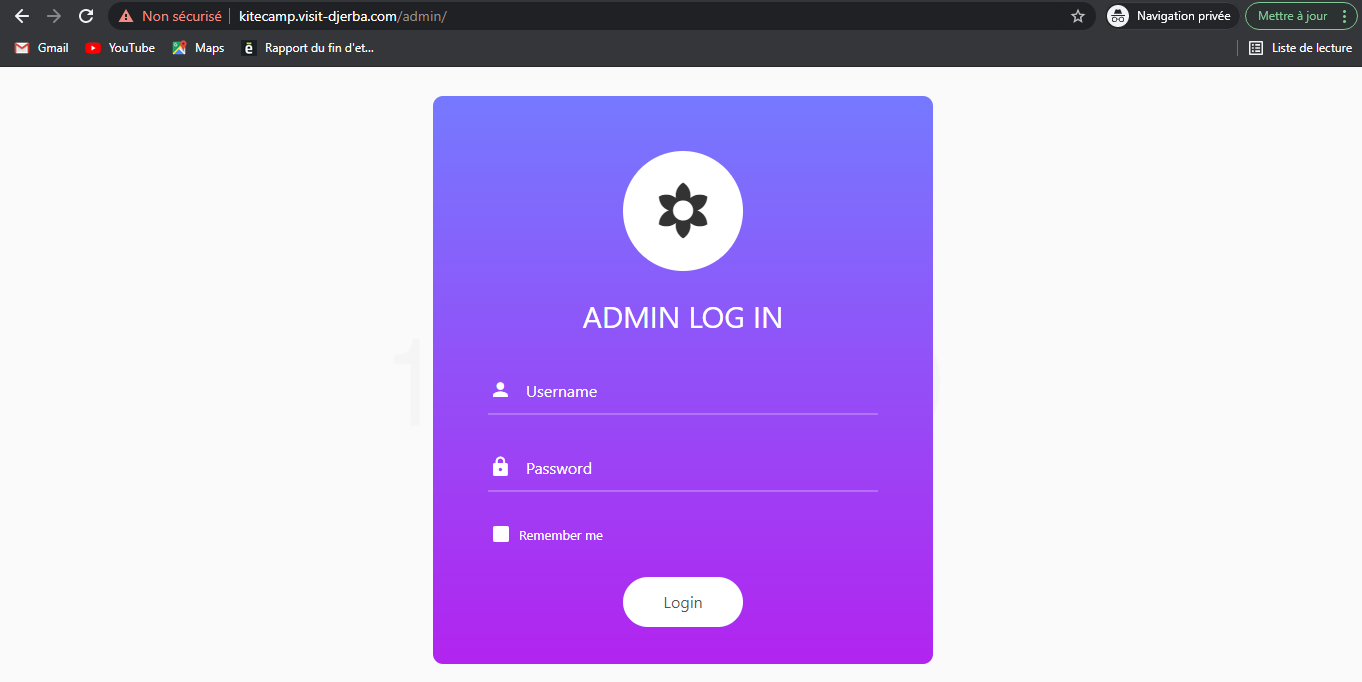 Non sécurisé kitecamp.visit-djerba.com/admin/ Navigation privée Mettre à jour
Gmail YouTube Maps ē Rapport du fin d'et... Liste de lecture
ADMIN LOG IN
Username
Password
Remember me
Login